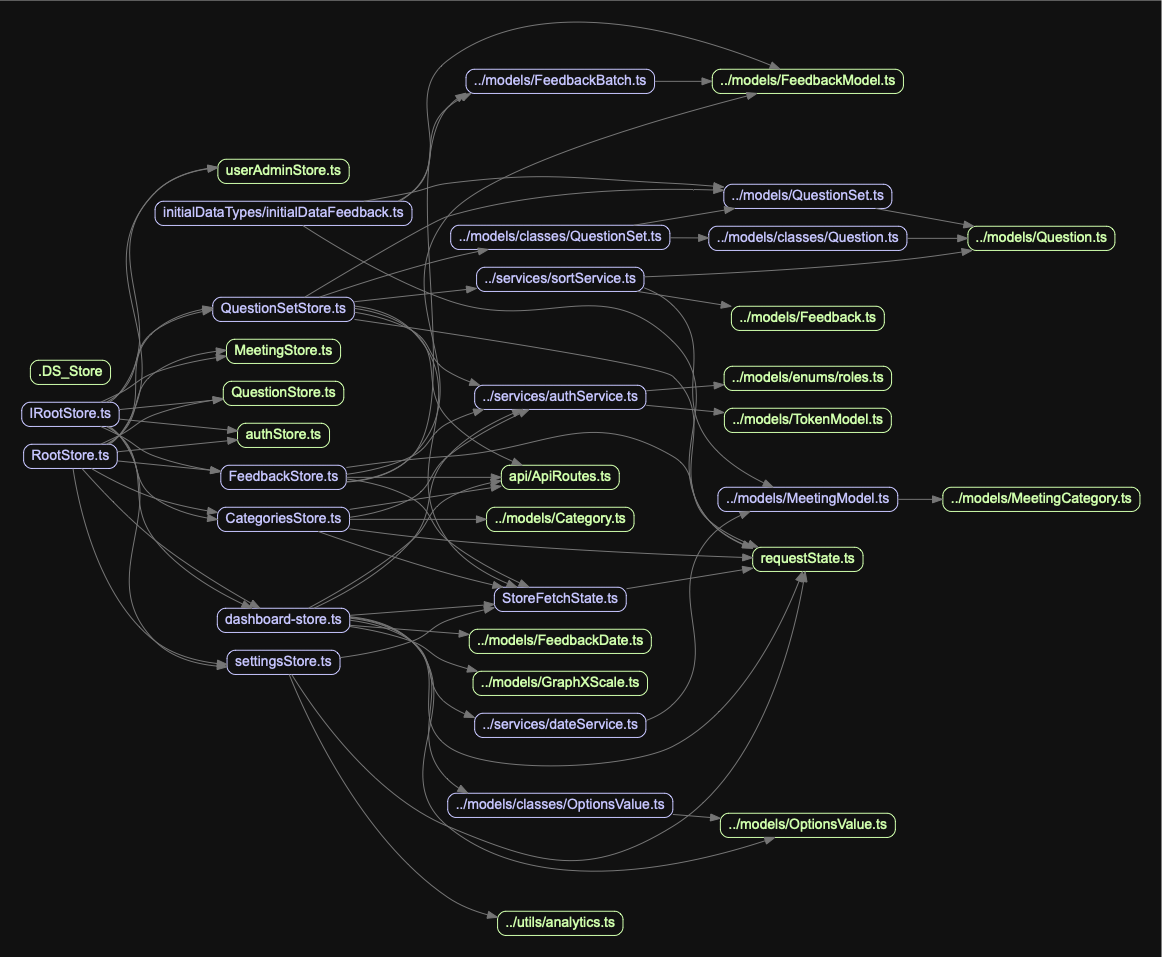 ../models/FeedbackBatch.ts
../models/FeedbackModel.ts
userAdminStore.ts
../models/QuestionSet.ts
initialDataTypes/initialDataFeedback.ts
../models/classes/QuestionSet.ts
../models/classes/Question.ts
../models/Question.ts
../services/sortService.ts
QuestionSetStore.ts
../models/Feedback.ts
MeetingStore.ts
.DS_Store
../models/enums/roles.ts
QuestionStore.ts
../services/authService.ts
IRootStore.ts
../models/TokenModel.ts
authStore.ts
RootStore.ts
FeedbackStore.ts
api/ApiRoutes.ts
../models/MeetingModel.ts
../models/MeetingCategory.ts
CategoriesStore.ts
../models/Category.ts
requestState.ts
StoreFetchState.ts
dashboard-store.ts
../models/FeedbackDate.ts
settingsStore.ts
../models/GraphXScale.ts
../services/dateService.ts
../models/classes/OptionsValue.ts
../models/OptionsValue.ts
../utils/analytics.ts